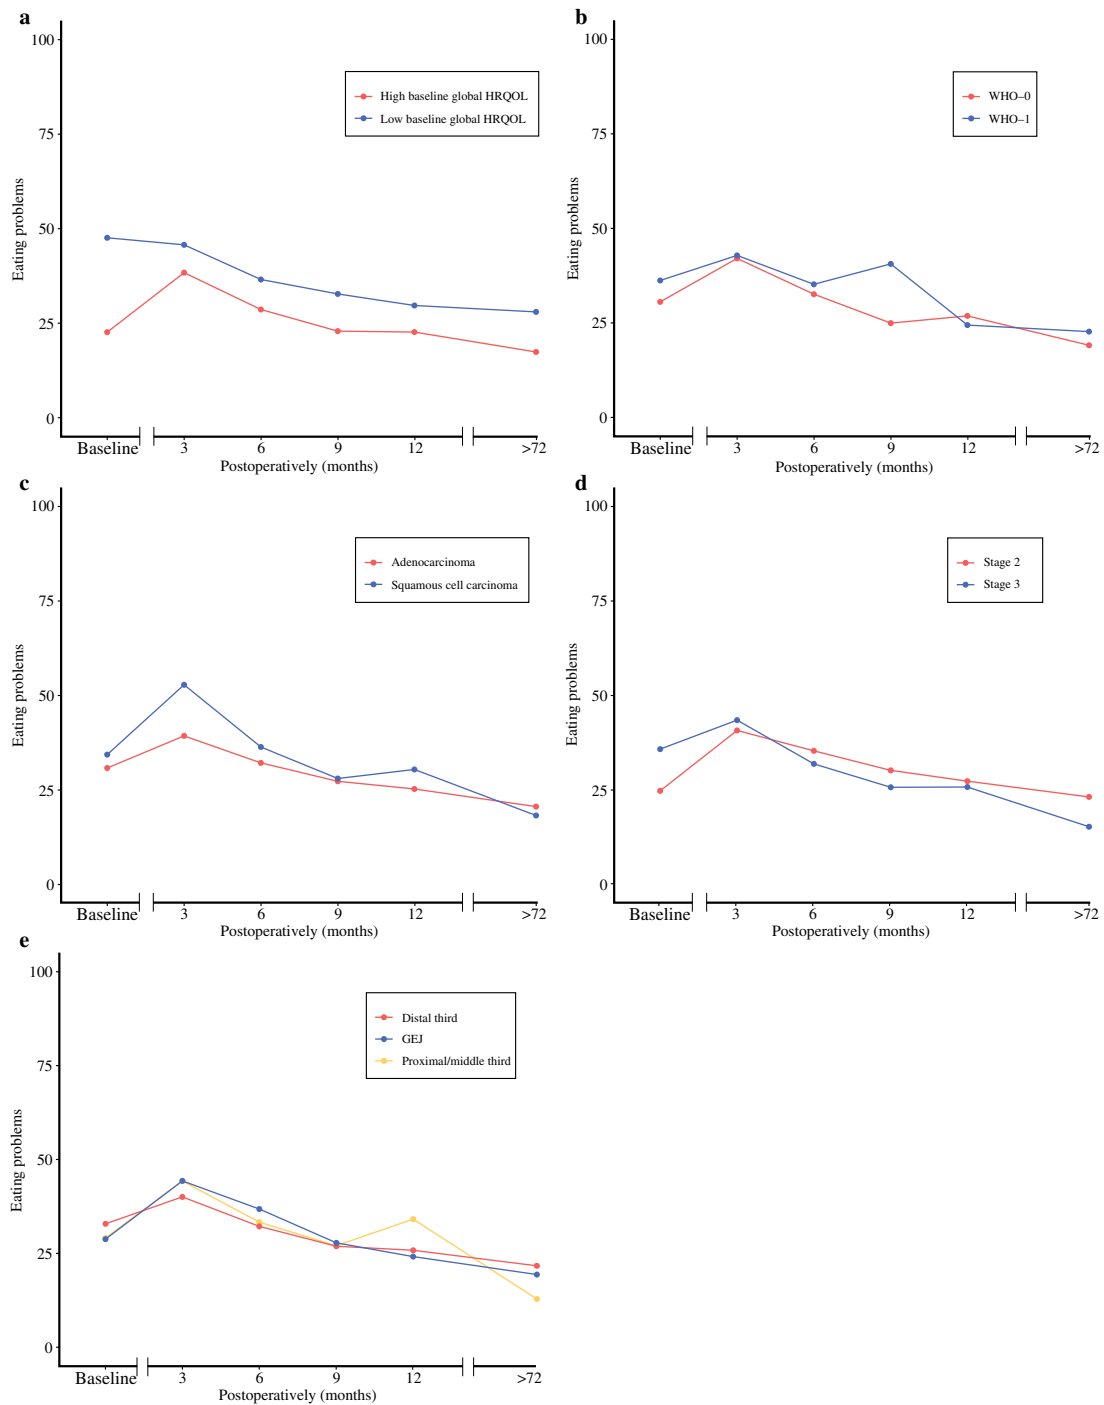 a
100
75
50
25
0
Eating problems
High baseline global HRQOL
Low baseline global HRQOL
Baseline 3 6 9 12 >72
Postoperatively (months)
b
100
75
50
25
0
Eating problems
WHO–0
WHO–1
Baseline 3 6 9 12 >72
Postoperatively (months)
c
100
75
50
25
0
Eating problems
Adenocarcinoma
Squamous cell carcinoma
Baseline 3 6 9 12 >72
Postoperatively (months)
d
100
75
50
25
0
Eating problems
Stage 2
Stage 3
Baseline 3 6 9 12 >72
Postoperatively (months)
e
100
75
50
25
0
Eating problems
Distal third
GEJ
Proximal/middle third
Baseline 3 6 9 12 >72
Postoperatively (months)